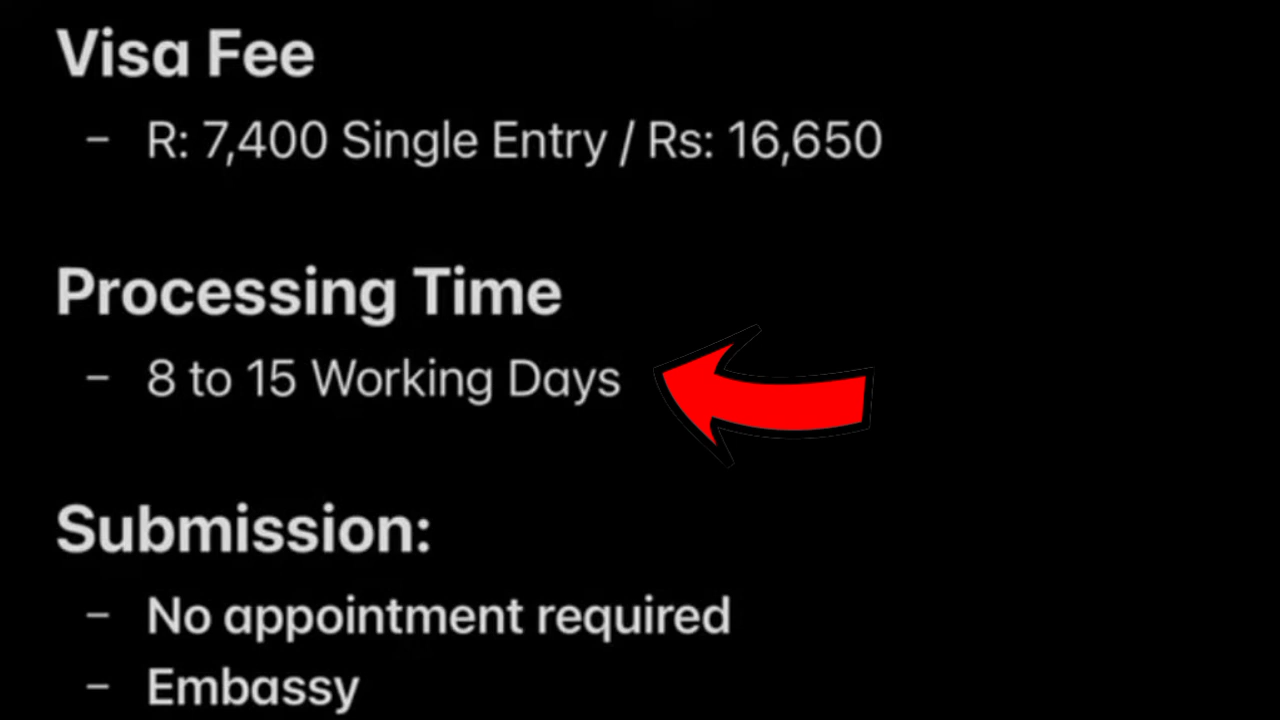 Visa Fee
– R: 7,400 Single Entry / Rs: 16,650
Processing Time
– 8 to 15 Working Days
Submission:
– No appointment required
– Embassy